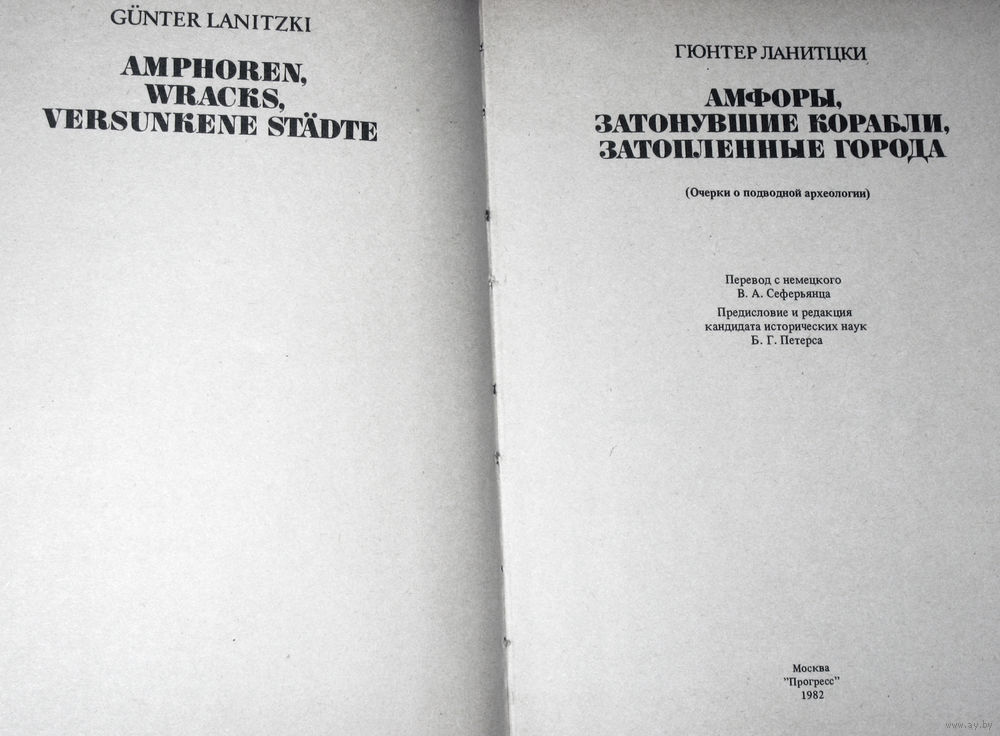 GÜNTER LANITZKI
AMPHOREN,
WRACKS,
VERSUNKENE STÄDTE
ГЮНТЕР ЛАНИТЦКИ
АМФОРЫ,
ЗАТОНУВШИЕ КОРАБЛИ,
ЗАТОПЛЕННЫЕ ГОРОДА
(Очерки о подводной археологии)
Перевод с немецкого
В. А. Сеферьянца
Предисловие и редакция
кандидата исторических наук
Б. Г. Петерса
Москва
"Прогресс"
1982
www.ay.by